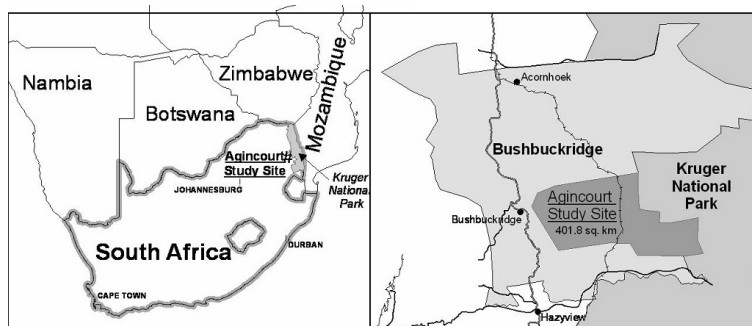 Nambia
Zimbabwe
Botswana
Mozambique
Agincourt#
Study Site
Kruger
National
Park
JOHANNESBURG
South Africa
DURBAN
CAPE TOWN
Acornhoek
Bushbuckridge
Kruger
National
Park
Agincourt
Study Site
401.8 sq. km
Bushbuckridge
Hazyview